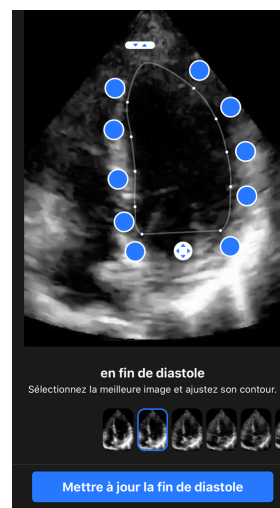 en fin de diastole
Sélectionnez la meilleure image et ajustez son contour.
Mettre à jour la fin de diastole